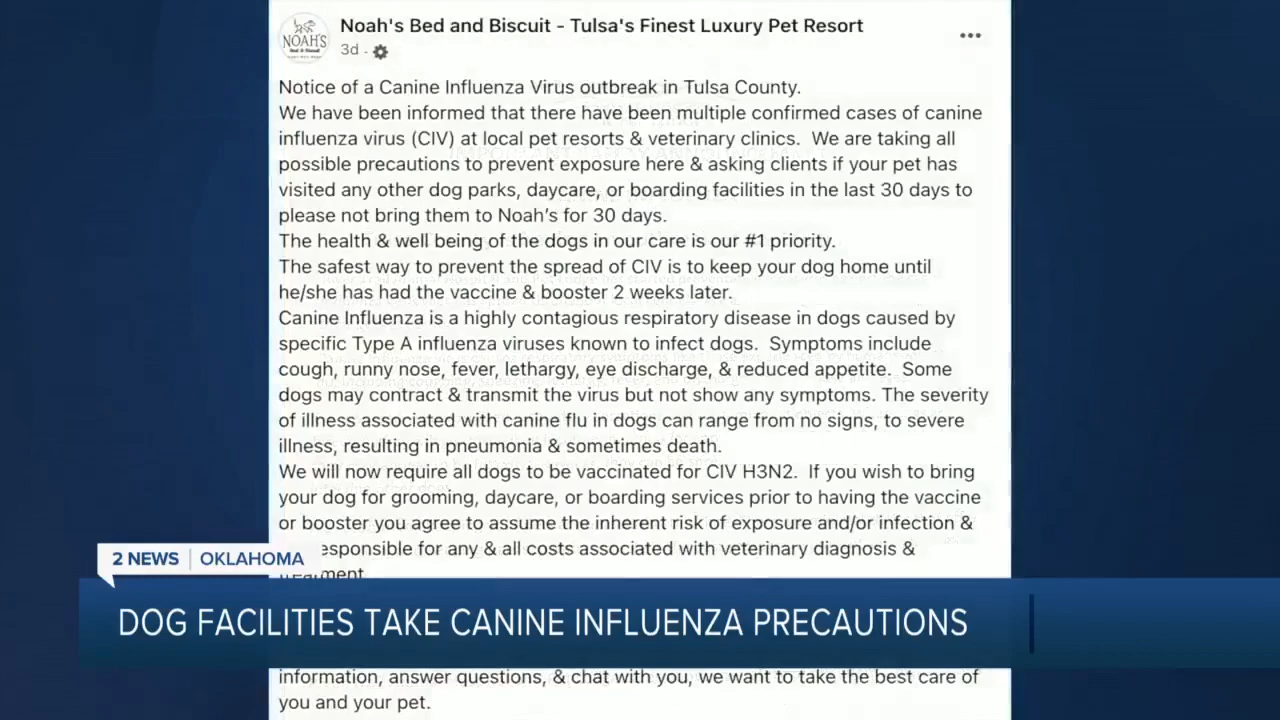 NOAH'S
Noah's Bed and Biscuit - Tulsa's Finest Luxury Pet Resort
3d
Notice of a Canine Influenza Virus outbreak in Tulsa County.
We have been informed that there have been multiple confirmed cases of canine
influenza virus (CIV) at local pet resorts & veterinary clinics. We are taking all
possible precautions to prevent exposure here & asking clients if your pet has
visited any other dog parks, daycare, or boarding facilities in the last 30 days to
please not bring them to Noah's for 30 days.
The health & well being of the dogs in our care is our #1 priority.
The safest way to prevent the spread of CIV is to keep your dog home until
he/she has had the vaccine & booster 2 weeks later.
Canine Influenza is a highly contagious respiratory disease in dogs caused by
specific Type A influenza viruses known to infect dogs. Symptoms include
cough, runny nose, fever, lethargy, eye discharge, & reduced appetite. Some
dogs may contract & transmit the virus but not show any symptoms. The severity
of illness associated with canine flu in dogs can range from no signs, to severe
illness, resulting in pneumonia & sometimes death.
We will now require all dogs to be vaccinated for CIV H3N2. If you wish to bring
your dog for grooming, daycare, or boarding services prior to having the vaccine
or booster you agree to assume the inherent risk of exposure and/or infection &
esponsible for any & all costs associated with veterinary diagnosis &
2 NEWS | OKLAHOMA
DOG FACILITIES TAKE CANINE INFLUENZA PRECAUTIONS
information, answer questions, & chat with you, we want to take the best care of
you and your pet.